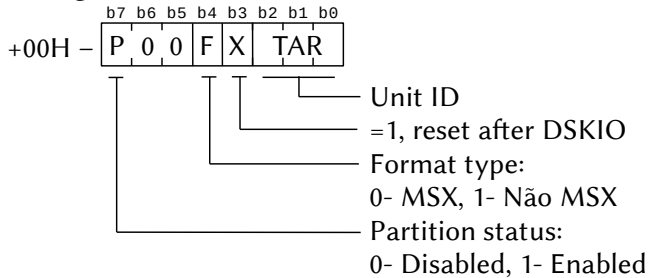 b7 b6 b5 b4 b3 b2 b1 b0
+00H – P 0 0 F X TAR
Unit ID
=1, reset after DSKIO
Format type:
0- MSX, 1- Não MSX
Partition status:
0- Disabled, 1- Enabled